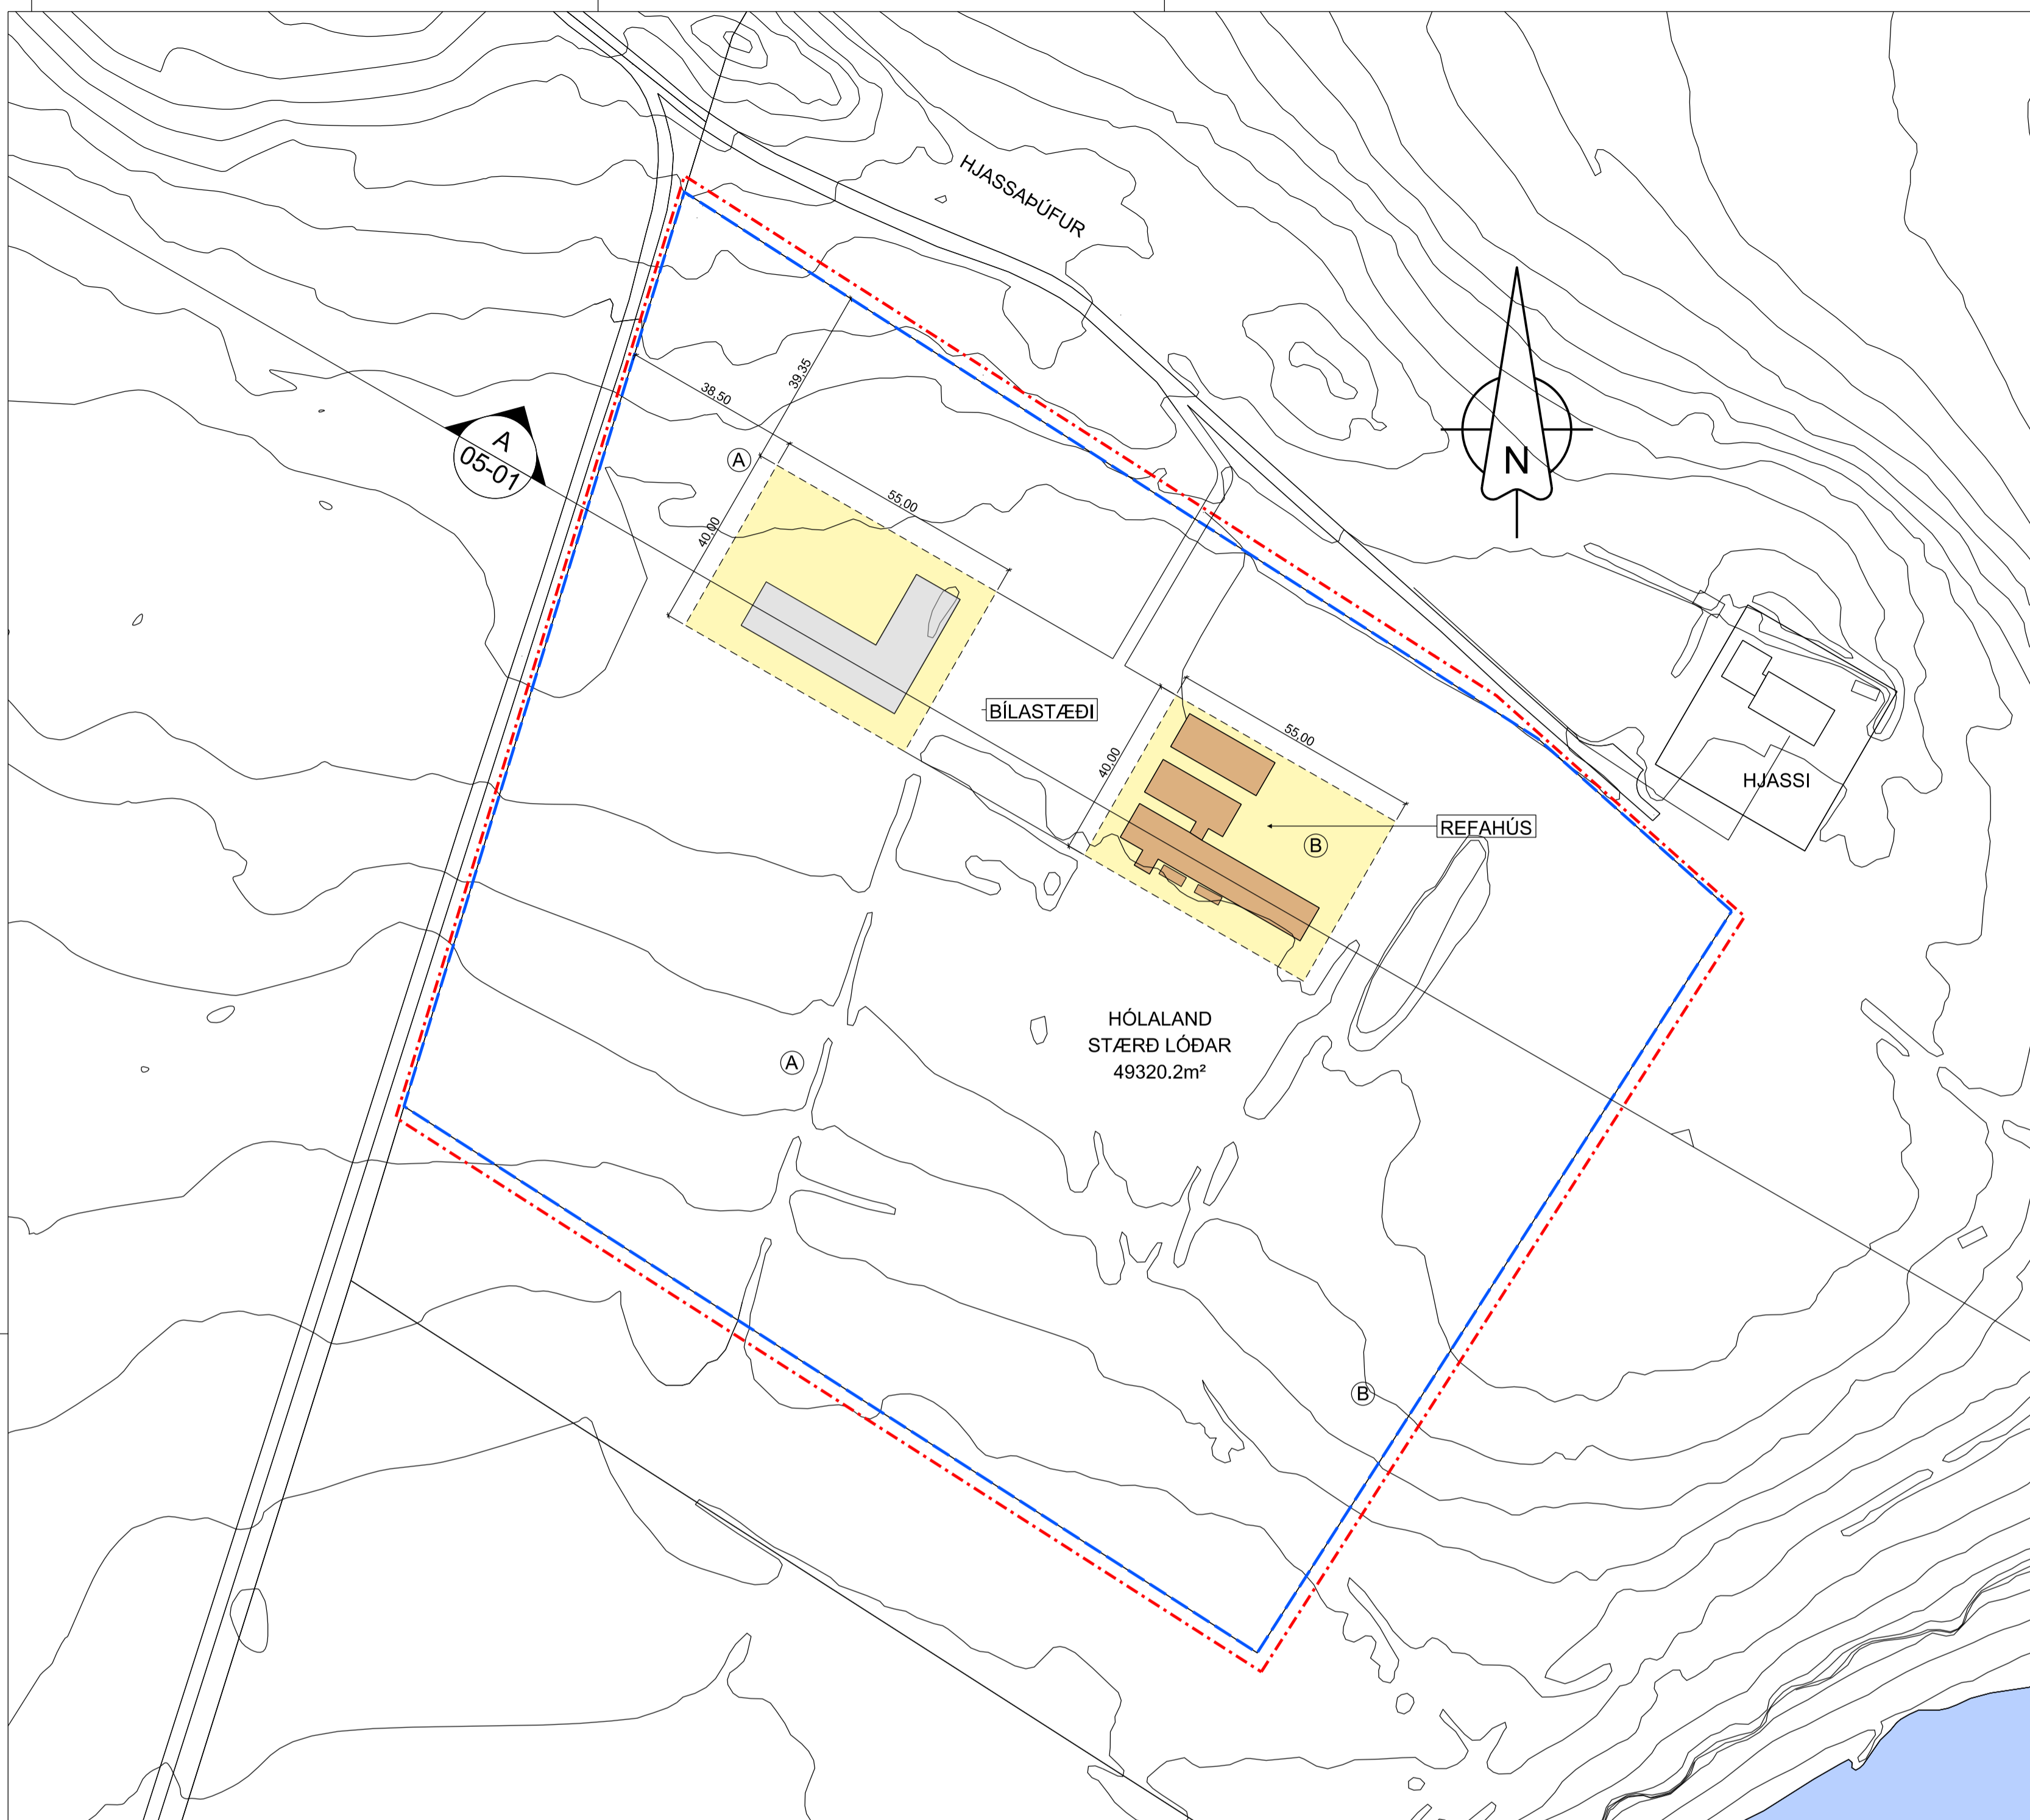 HJASSAÞÚFUR
39,35
38,50
A
05-01
N
A
55,00
40,00
BÍLASTÆÐI
55,00
40,00
HJASSI
REFAHÚS
B
HÓLALAND
STÆRÐ LÓÐAR
49320.2m²
A
B